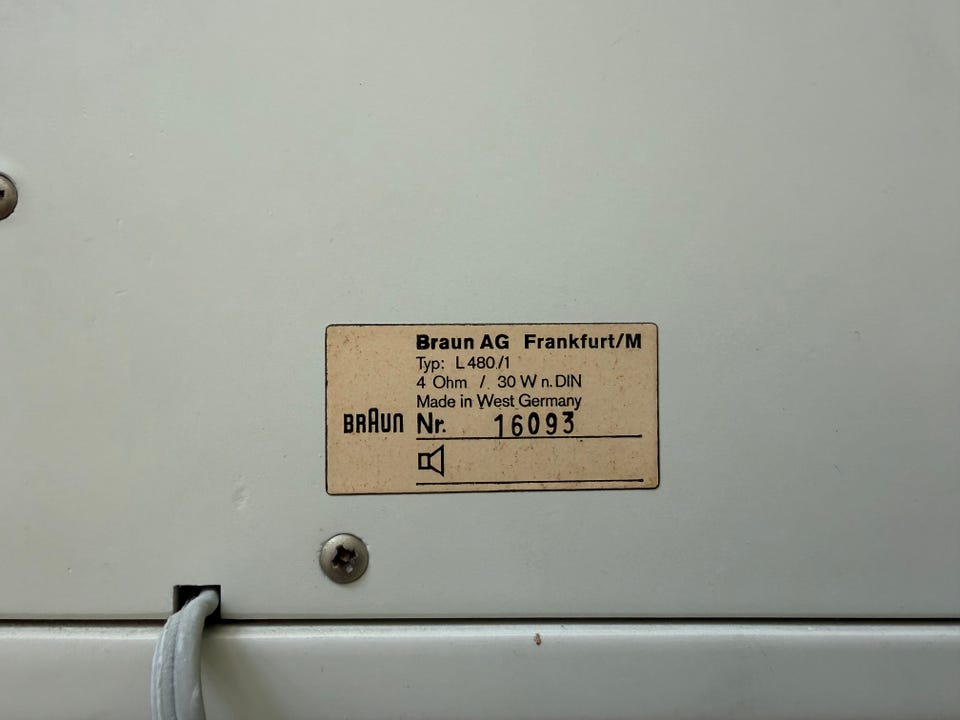 Braun AG Frankfurt/M
Typ: L 480/1
4 Ohm / 30 W n. DIN
Made in West Germany
BRAUN Nr. 16093